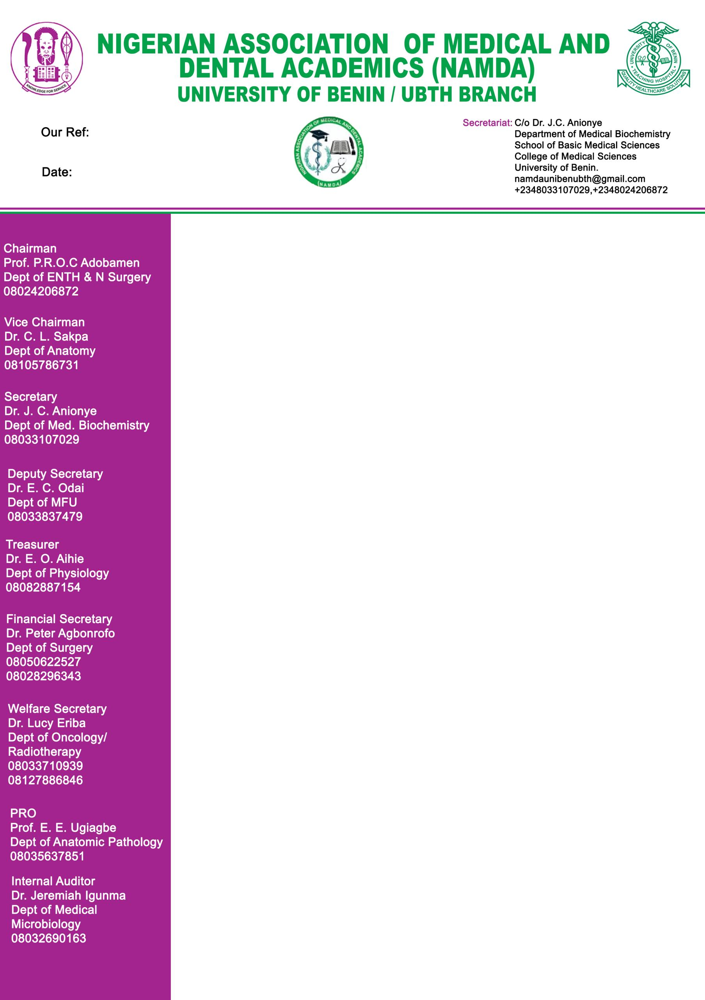 NIGERIAN ASSOCIATION OF MEDICAL AND
DENTAL ACADEMICS (NAMDA)
UNIVERSITY OF BENIN / UBTH BRANCH
KNOWLEDGE FOR SERVICE
UNIVERSITY OF BENIN
• TEACHING HOSPITAL •
QUALITY HEALTHCARE SOLUTIONS
Our Ref:
Date:
NIGERIAN ASSOCIATION OF MEDICAL AND DENTAL ACADEMICS
(NAMDA)
Secretariat: C/o Dr. J.C. Anionye
Department of Medical Biochemistry
School of Basic Medical Sciences
College of Medical Sciences
University of Benin.
namdaunibenubth@gmail.com
+2348033107029,+2348024206872
Chairman
Prof. P.R.O.C Adobamen
Dept of ENTH & N Surgery
08024206872
Vice Chairman
Dr. C. L. Sakpa
Dept of Anatomy
08105786731
Secretary
Dr. J. C. Anionye
Dept of Med. Biochemistry
08033107029
Deputy Secretary
Dr. E. C. Odai
Dept of MFU
08033837479
Treasurer
Dr. E. O. Aihie
Dept of Physiology
08082887154
Financial Secretary
Dr. Peter Agbonrofo
Dept of Surgery
08050622527
08028296343
Welfare Secretary
Dr. Lucy Eriba
Dept of Oncology/
Radiotherapy
08033710939
08127886846
PRO
Prof. E. E. Ugiagbe
Dept of Anatomic Pathology
08035637851
Internal Auditor
Dr. Jeremiah Igunma
Dept of Medical
Microbiology
08032690163